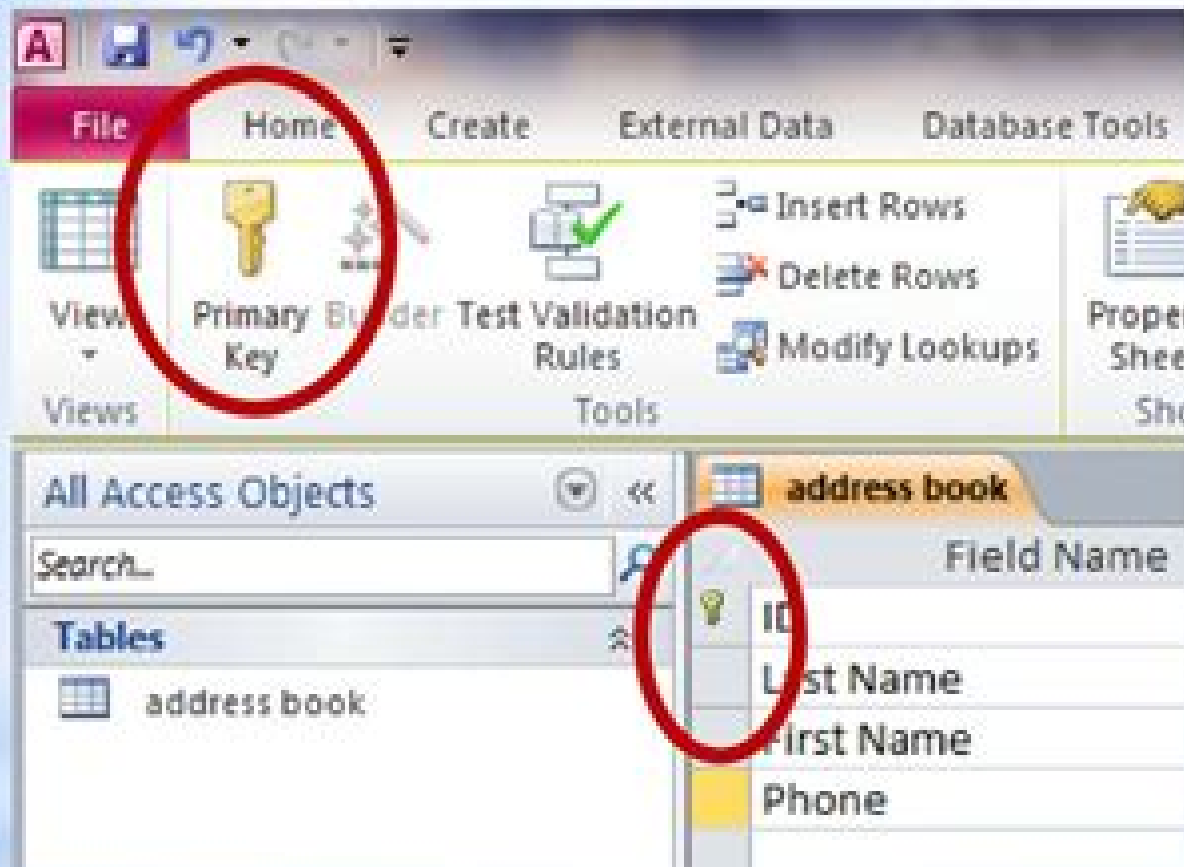 A
File Home Create External Data Database Tools
Insert Rows
Delete Rows
Modify Lookups
View Primary Key Builder Test Validation Rules
Views Tools
All Access Objects
address book
Search...
Field Name
Tables
ID
address book
Last Name
First Name
Phone